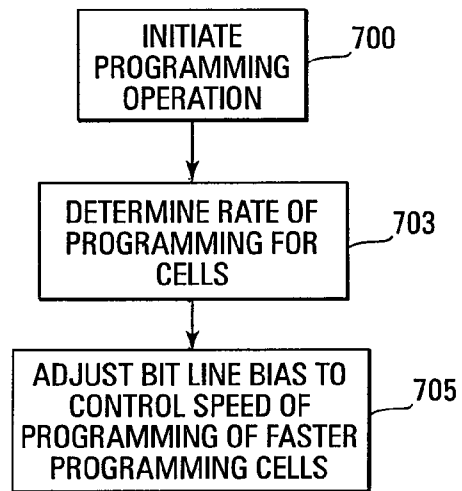 INITIATE
PROGRAMMING
OPERATION
700
DETERMINE RATE OF
PROGRAMMING FOR
CELLS
703
ADJUST BIT LINE BIAS TO
CONTROL SPEED OF
PROGRAMMING OF FASTER
PROGRAMMING CELLS
705